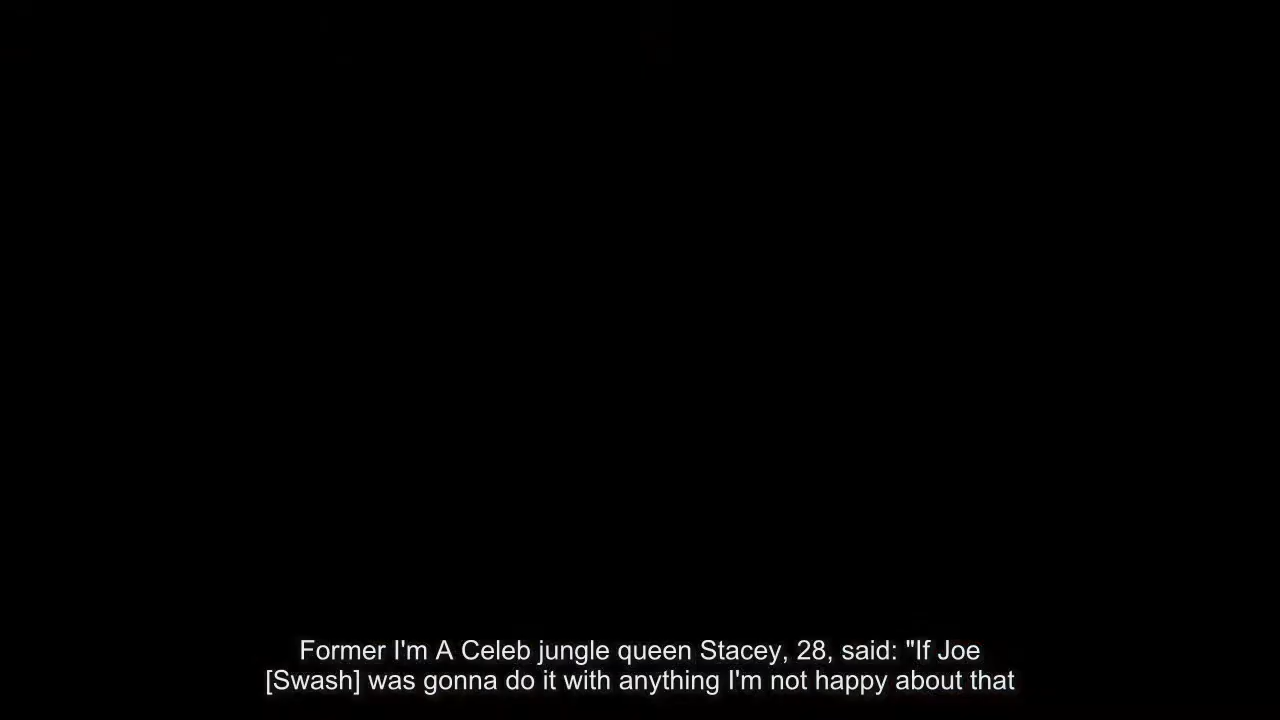 Former I'm A Celeb jungle queen Stacey, 28, said: "If Joe
[Swash] was gonna do it with anything I'm not happy about that